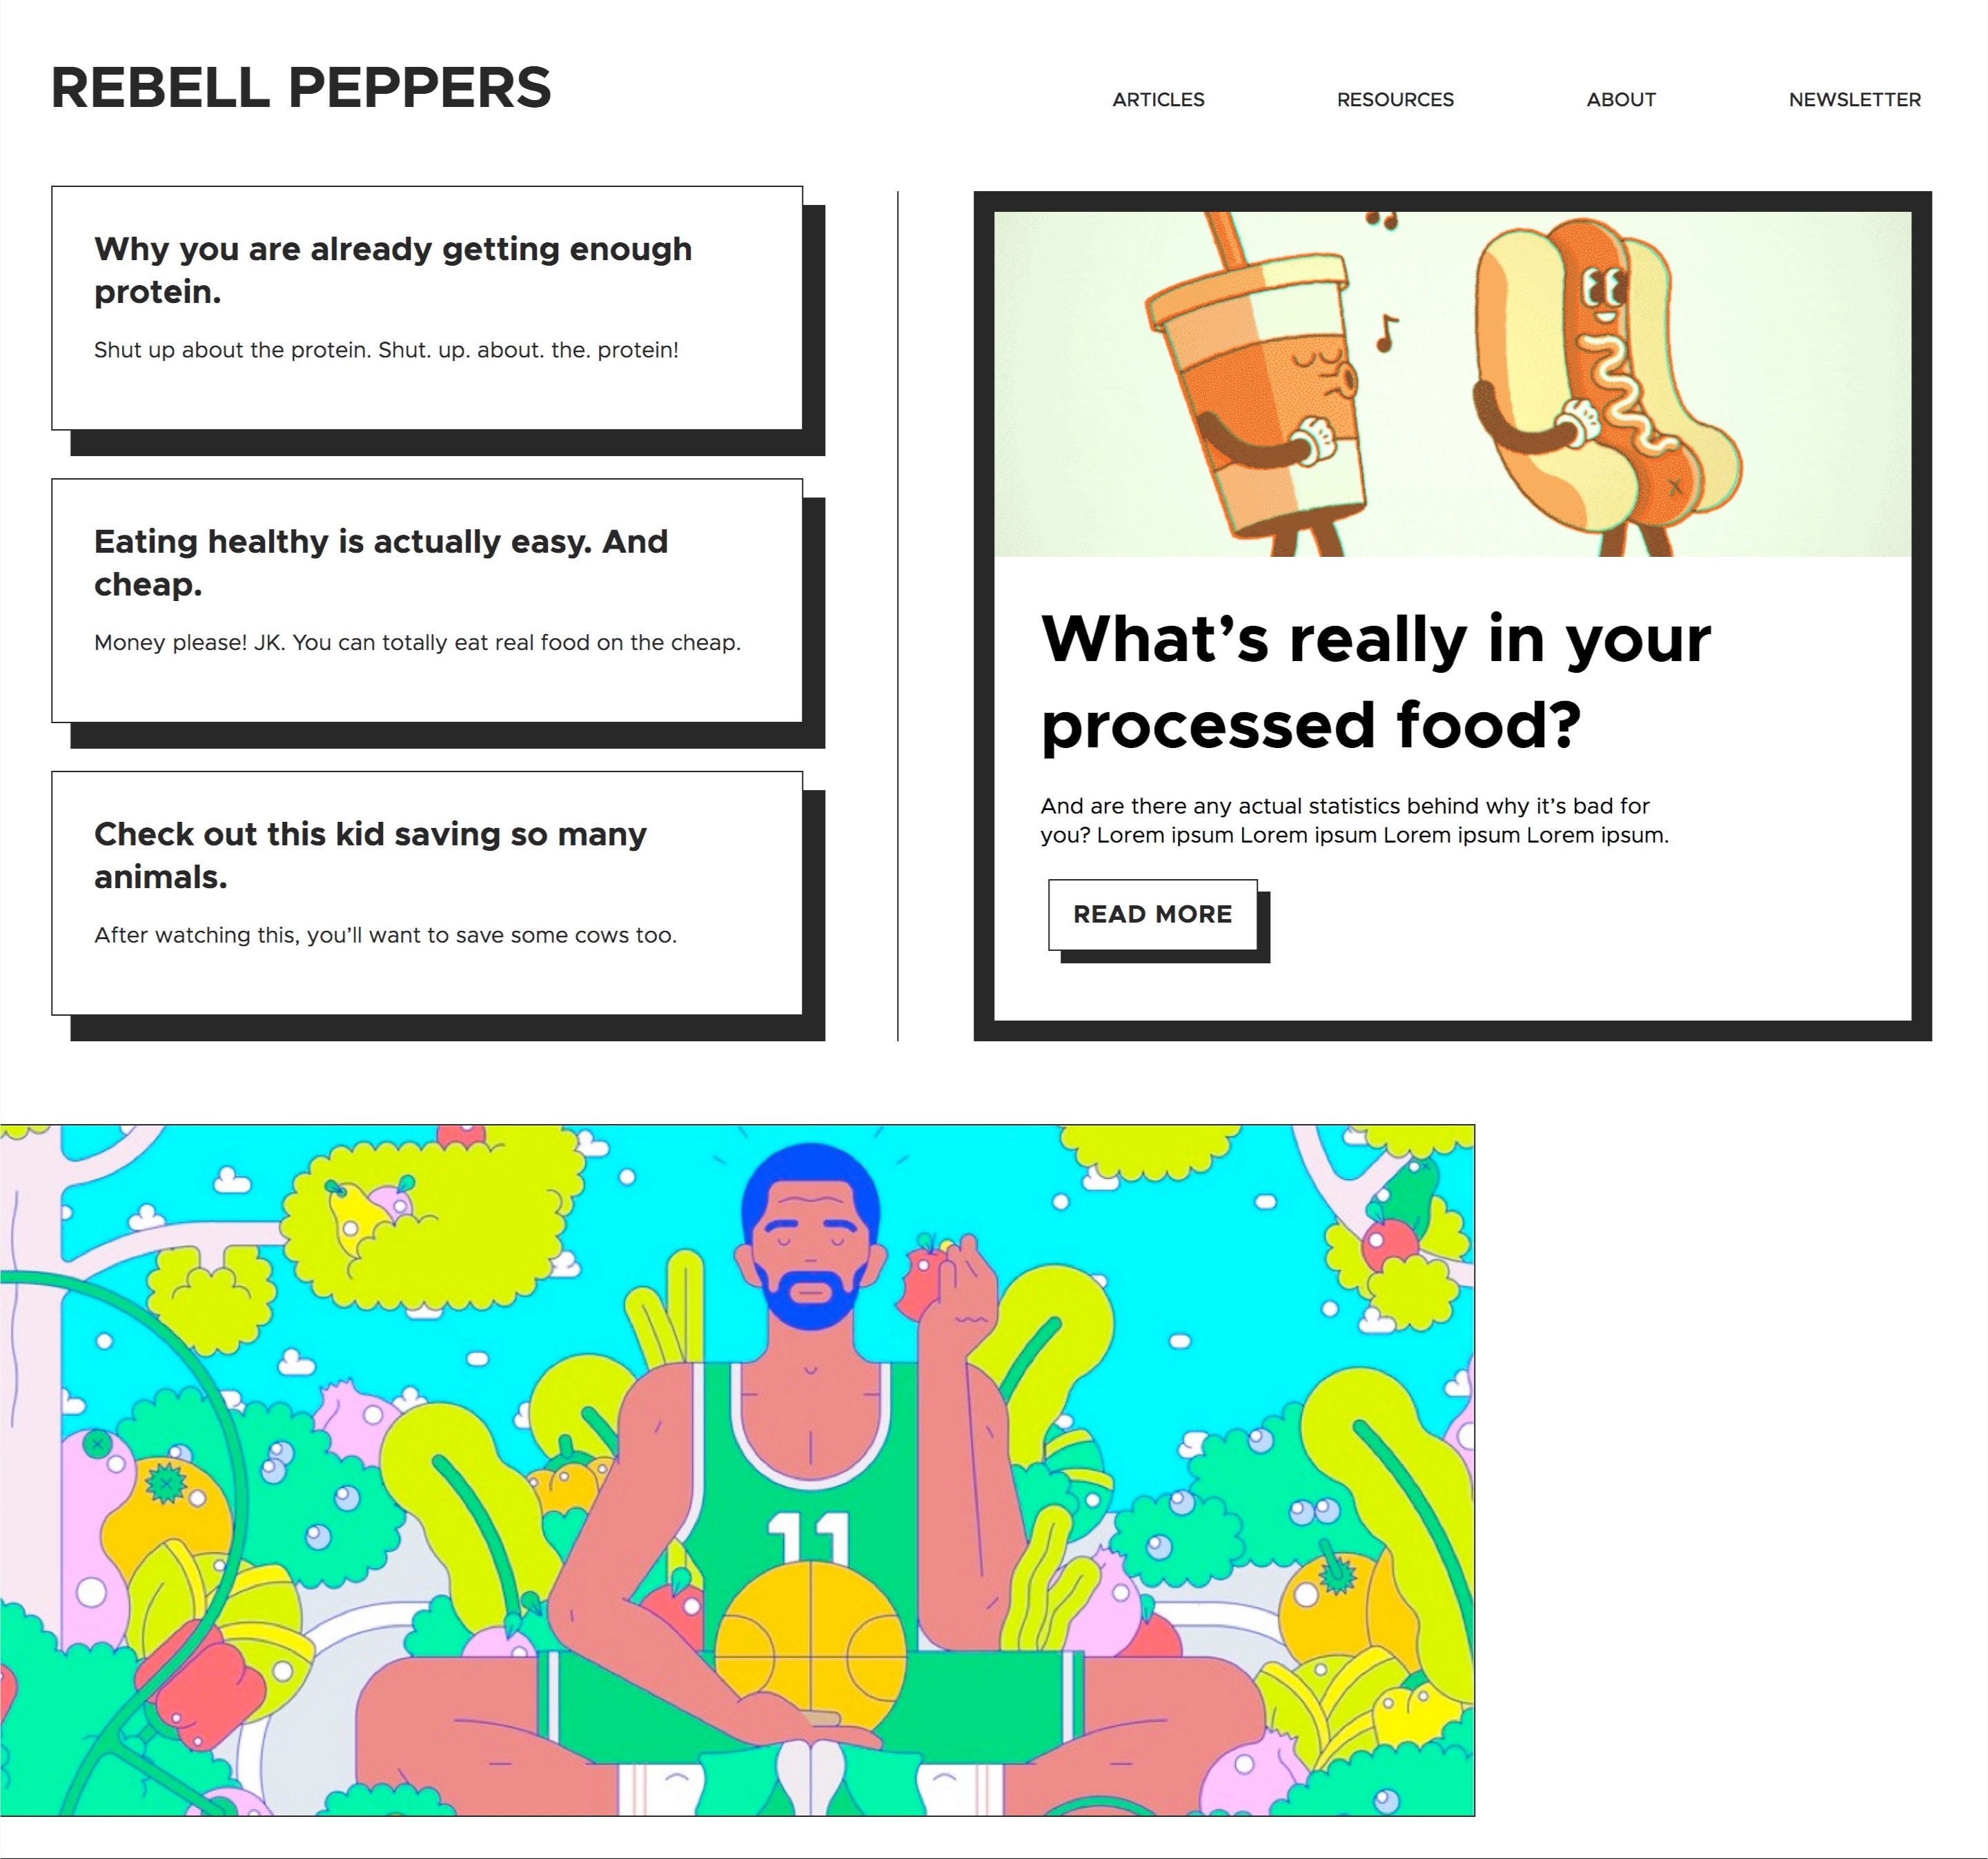 REBELL PEPPERS
ARTICLES
RESOURCES
ABOUT
NEWSLETTER
Why you are already getting enough
protein.
Shut up about the protein. Shut. up. about. the. protein!
Eating healthy is actually easy. And
cheap.
Money please! JK. You can totally eat real food on the cheap.
Check out this kid saving so many
animals.
After watching this, you’ll want to save some cows too.
What’s really in your
processed food?
And are there any actual statistics behind why it’s bad for
you? Lorem ipsum Lorem ipsum Lorem ipsum Lorem ipsum.
READ MORE
11